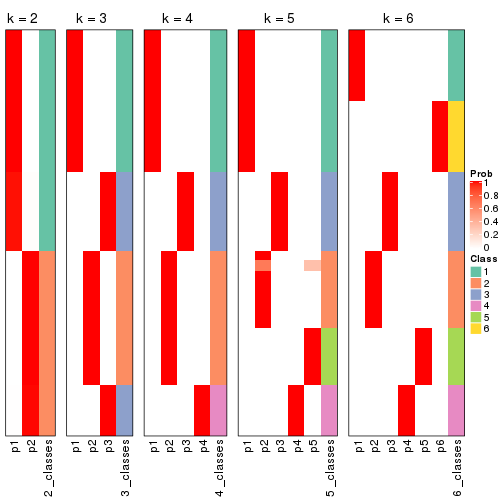 k = 2
k = 3
k = 4
k = 5
k = 6
p1
p2
2_classes
p1
p2
p3
3_classes
p1
p2
p3
p4
4_classes
p1
p2
p3
p4
p5
5_classes
p1
p2
p3
p4
p5
p6
6_classes
Prob
1
0.8
0.6
0.4
0.2
0
Class
1
2
3
4
5
6